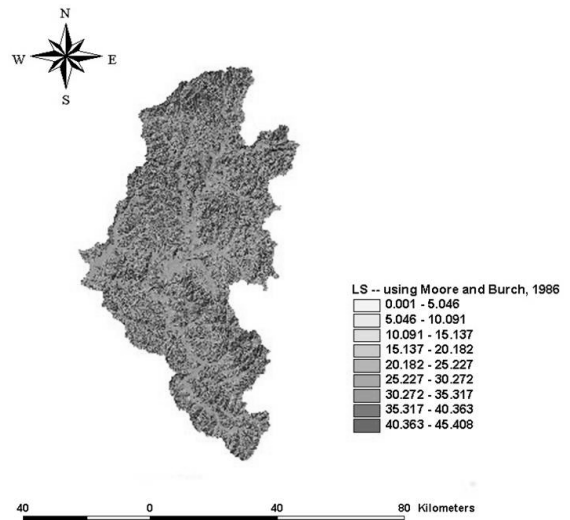 N
W E
S
LS -- using Moore and Burch, 1986
0.001 - 5.046
5.046 - 10.091
10.091 - 15.137
15.137 - 20.182
20.182 - 25.227
25.227 - 30.272
30.272 - 35.317
35.317 - 40.363
40.363 - 45.408
40 0 40 80 Kilometers